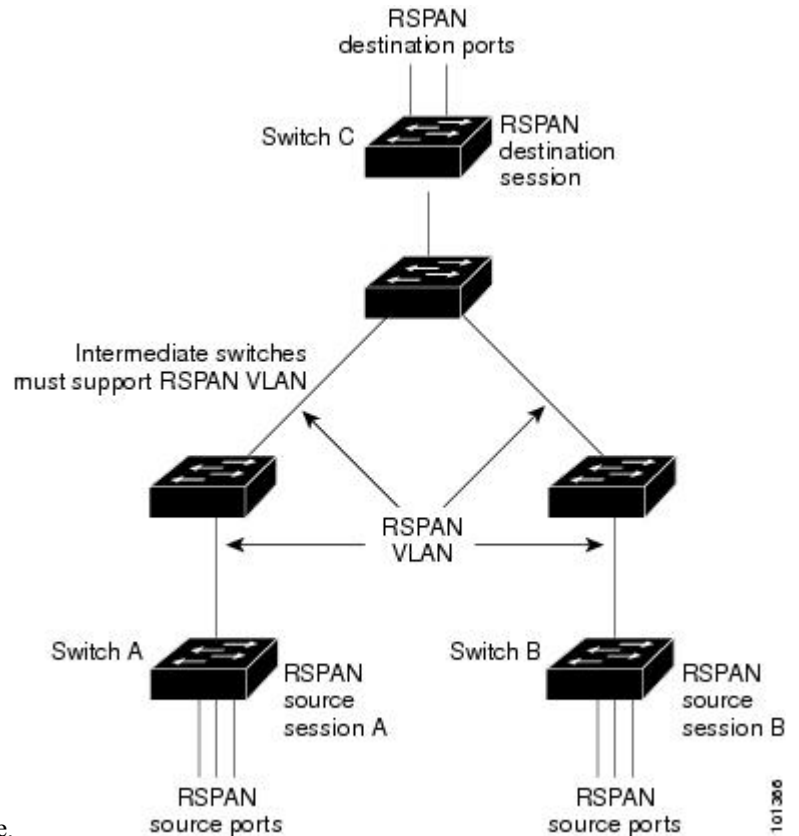 RSPAN
destination ports
Switch C
RSPAN
destination
session
Intermediate switches
must support RSPAN VLAN
RSPAN
VLAN
Switch A
RSPAN
source
session A
Switch B
RSPAN
source
session B
RSPAN
source ports
RSPAN
source ports
101366
e.